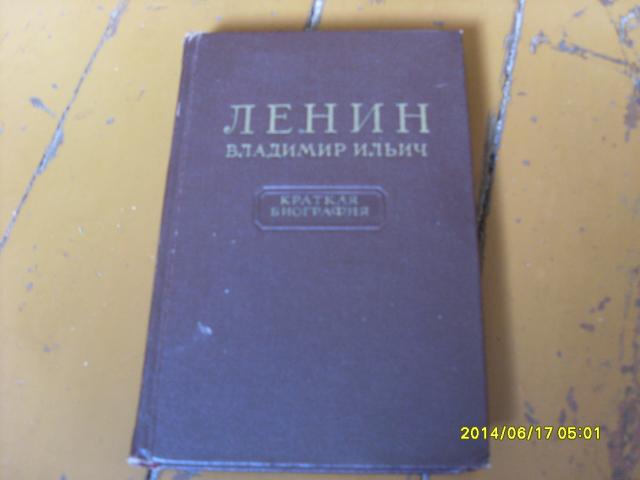 ЛЕНИН
ВЛАДИМИР ИЛЬИЧ
КРАТКАЯ
БИОГРАФИЯ
2014/06/17 05:01